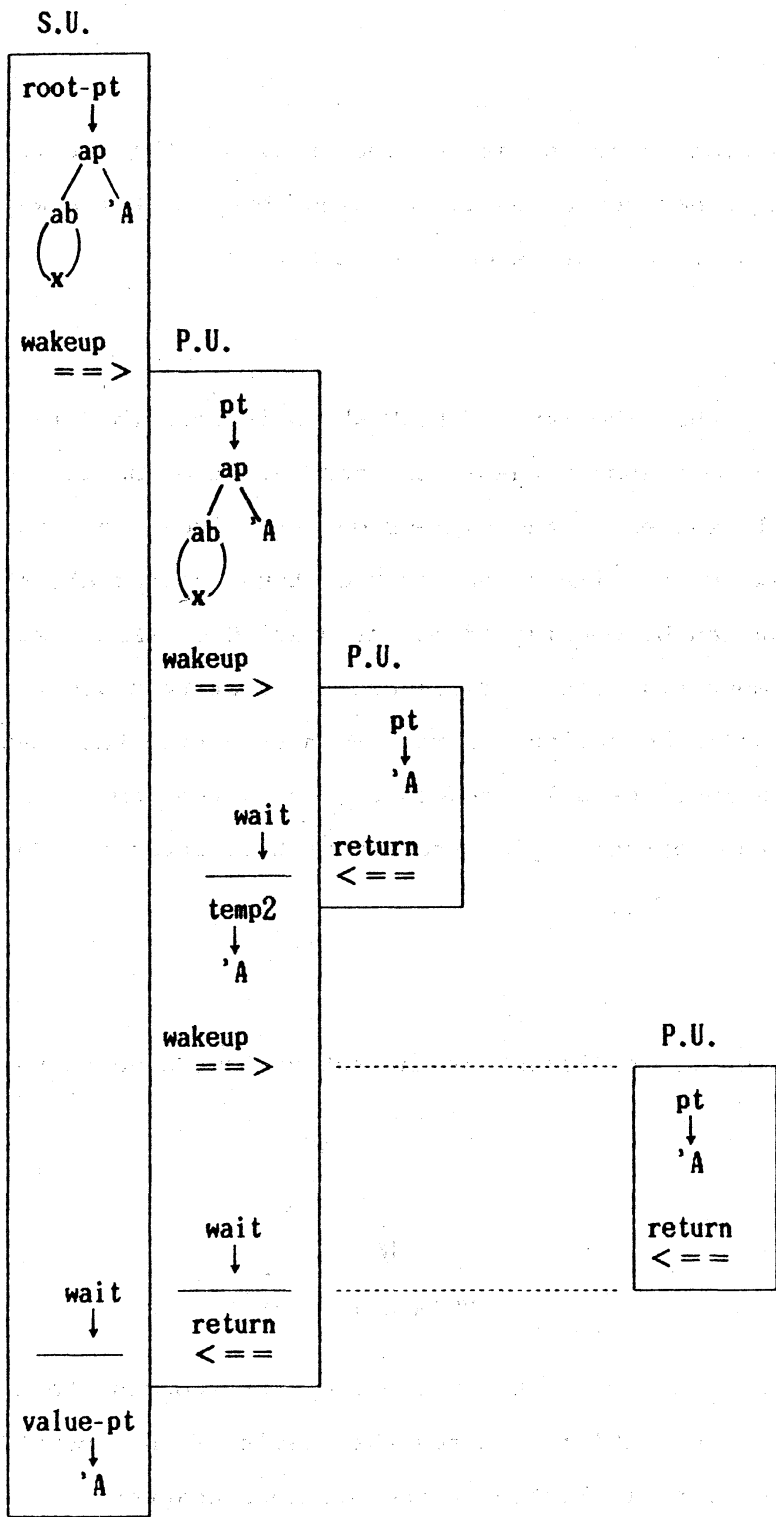 S.U.
root-pt
ap
ab 'A
x
wakeup P.U.
==>
pt
ap
ab 'A
x
wakeup P.U.
==>
pt
'A
wait
return
<==
temp2
'A
wakeup P.U.
==>
pt
'A
wait return
<==
wait
return
<==
value-pt
'A